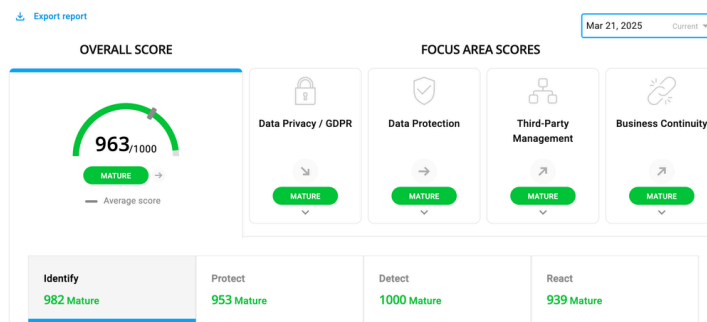 Export report
Mar 21, 2025 Current
OVERALL SCORE
FOCUS AREA SCORES
963/1000
MATURE
Average score
Data Privacy / GDPR
MATURE
Data Protection
MATURE
Third-Party
Management
MATURE
Business Continuity
MATURE
Identify
982 Mature
Protect
953 Mature
Detect
1000 Mature
React
939 Mature